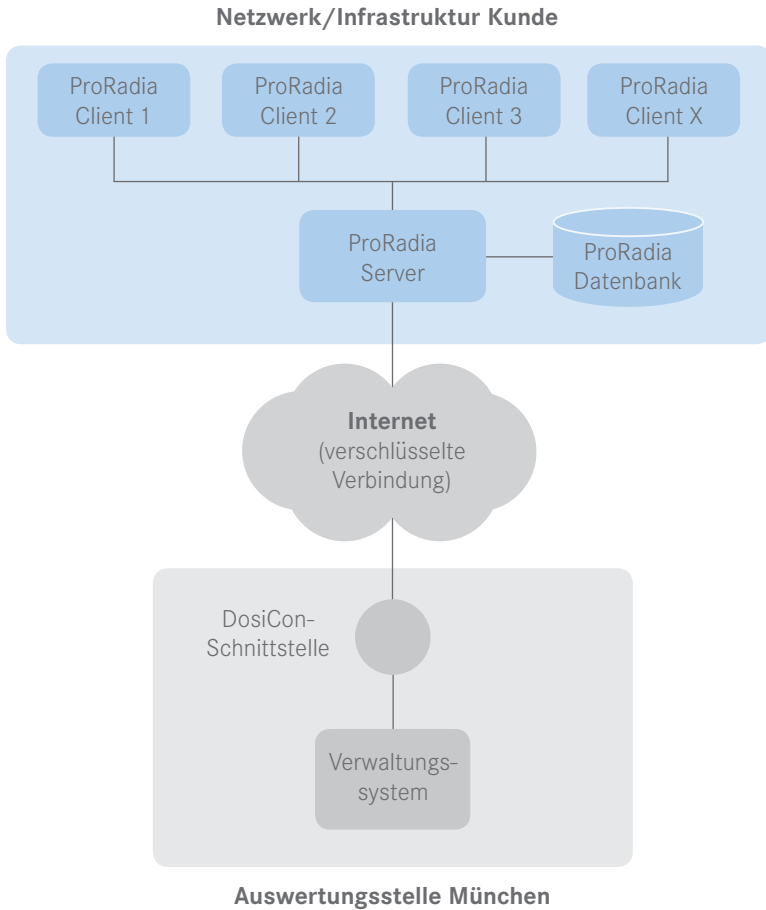 Netzwerk/Infrastruktur Kunde
ProRadia
Client 1
ProRadia
Client 2
ProRadia
Client 3
ProRadia
Client X
ProRadia
Server
ProRadia
Datenbank
Internet
(verschlüsselte
Verbindung)
DosiCon-
Schnittstelle
Verwaltungs-
system
Auswertungsstelle München